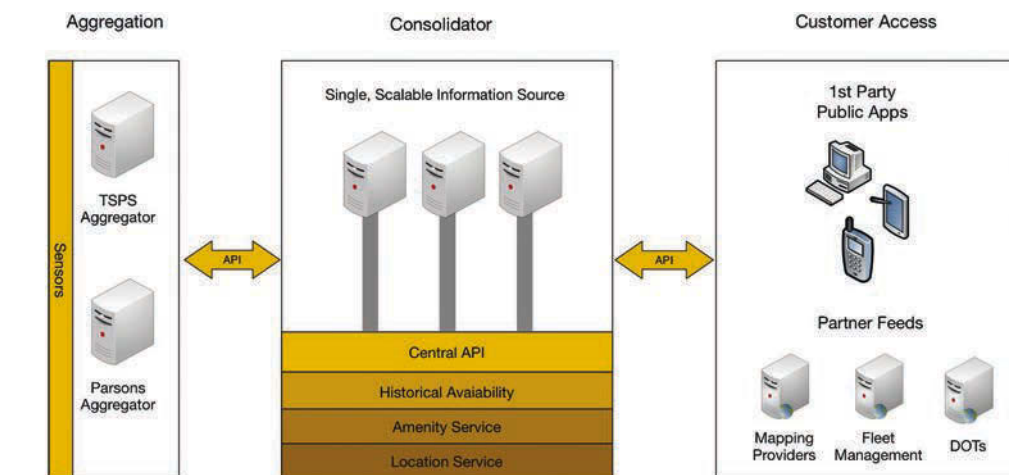 Aggregation
Consolidator
Customer Access
Sensors
TSPS
Aggregator
Parsons
Aggregator
API
Single, Scalable Information Source
Central API
Historical Avaiability
Amenity Service
Location Service
API
1st Party
Public Apps
Partner Feeds
Mapping
Providers
Fleet
Management
DOTs